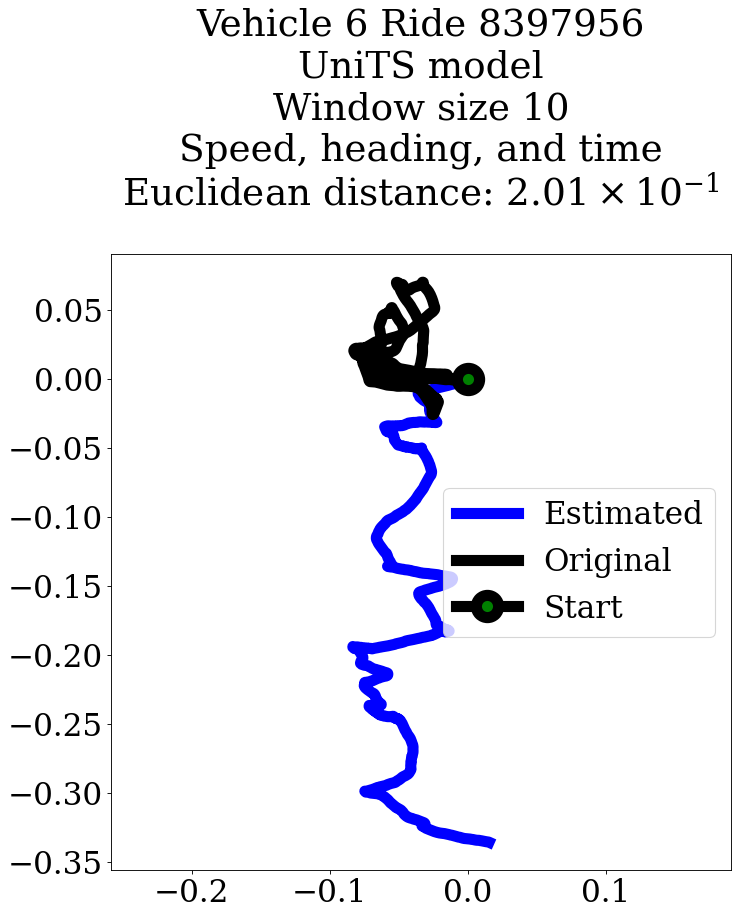 Vehicle 6 Ride 8397956
UniTS model
Window size 10
Speed, heading, and time
Euclidean distance: 2.01 × 10⁻¹
0.05
0.00
−0.05
−0.10
−0.15
−0.20
−0.25
−0.30
−0.35
Estimated
Original
Start
−0.2
−0.1
0.0
0.1